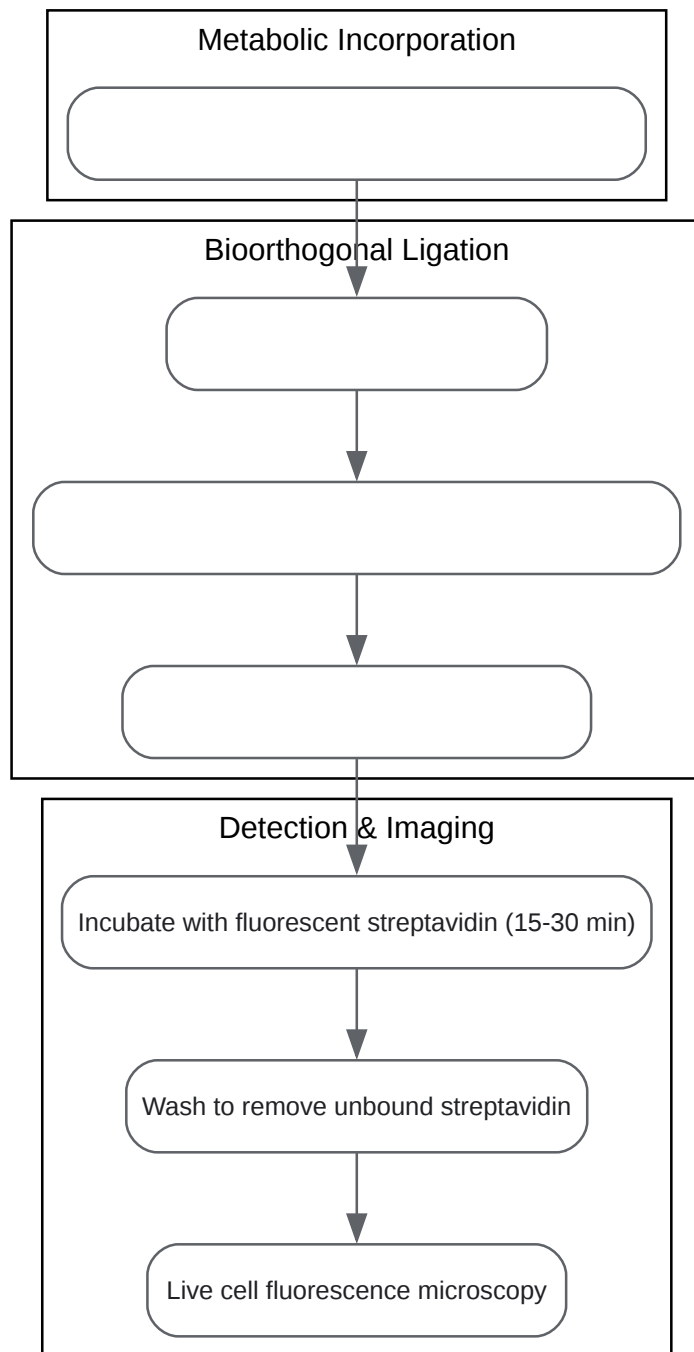 Metabolic Incorporation
Bioorthogonal Ligation
Detection & Imaging
Incubate with fluorescent streptavidin (15-30 min)
Wash to remove unbound streptavidin
Live cell fluorescence microscopy